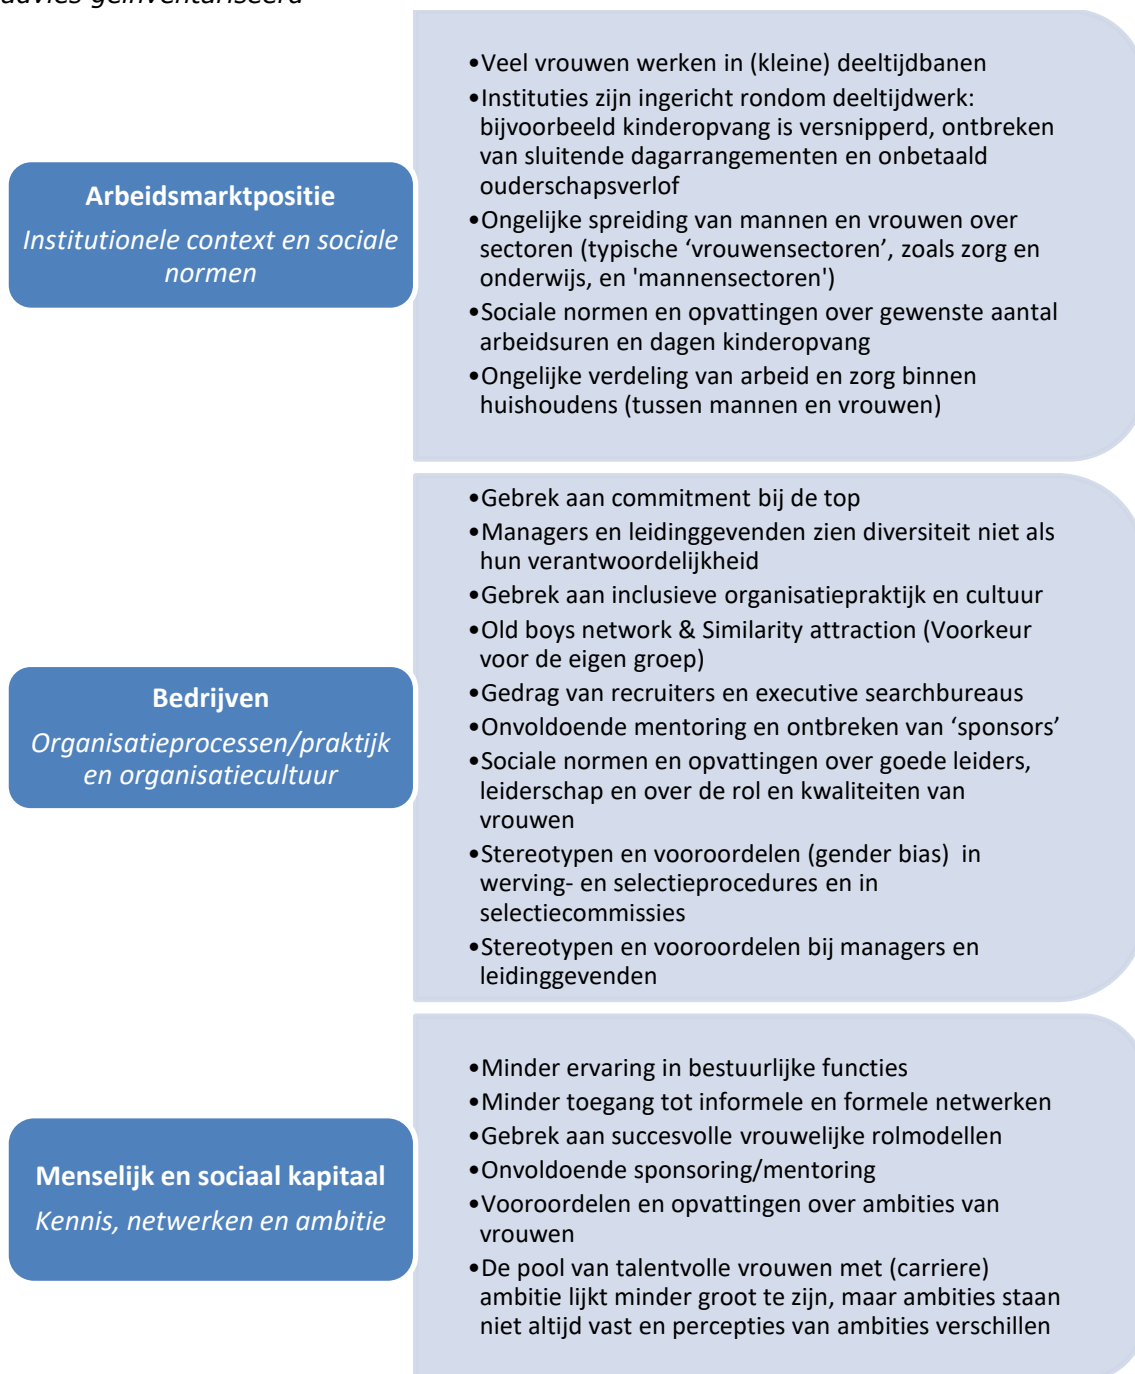 advies geïnventariseerd
Arbeidsmarktpositie
Institutionele context en sociale
normen
•Veel vrouwen werken in (kleine) deeltijdbanen
•Instituties zijn ingericht rondom deeltijdwerk:
bijvoorbeeld kinderopvang is versnipperd, ontbreken
van sluitende dagarrangementen en onbetaald
ouderschapsverlof
•Ongelijke spreiding van mannen en vrouwen over
sectoren (typische ‘vrouwensectoren’, zoals zorg en
onderwijs, en 'mannensectoren')
•Sociale normen en opvattingen over gewenste aantal
arbeidsuren en dagen kinderopvang
•Ongelijke verdeling van arbeid en zorg binnen
huishoudens (tussen mannen en vrouwen)
Bedrijven
Organisatieprocessen/praktijk
en organisatiecultuur
•Gebrek aan commitment bij de top
•Managers en leidinggevenden zien diversiteit niet als
hun verantwoordelijkheid
•Gebrek aan inclusieve organisatiepraktijk en cultuur
•Old boys network & Similarity attraction (Voorkeur
voor de eigen groep)
•Gedrag van recruiters en executive searchbureaus
•Onvoldoende mentoring en ontbreken van ‘sponsors’
•Sociale normen en opvattingen over goede leiders,
leiderschap en over de rol en kwaliteiten van
vrouwen
•Stereotypen en vooroordelen (gender bias) in
werving- en selectieprocedures en in
selectiecommissies
•Stereotypen en vooroordelen bij managers en
leidinggevenden
Menselijk en sociaal kapitaal
Kennis, netwerken en ambitie
•Minder ervaring in bestuurlijke functies
•Minder toegang tot informele en formele netwerken
•Gebrek aan succesvolle vrouwelijke rolmodellen
•Onvoldoende sponsoring/mentoring
•Vooroordelen en opvattingen over ambities van
vrouwen
•De pool van talentvolle vrouwen met (carriere)
ambitie lijkt minder groot te zijn, maar ambities staan
niet altijd vast en percepties van ambities verschillen